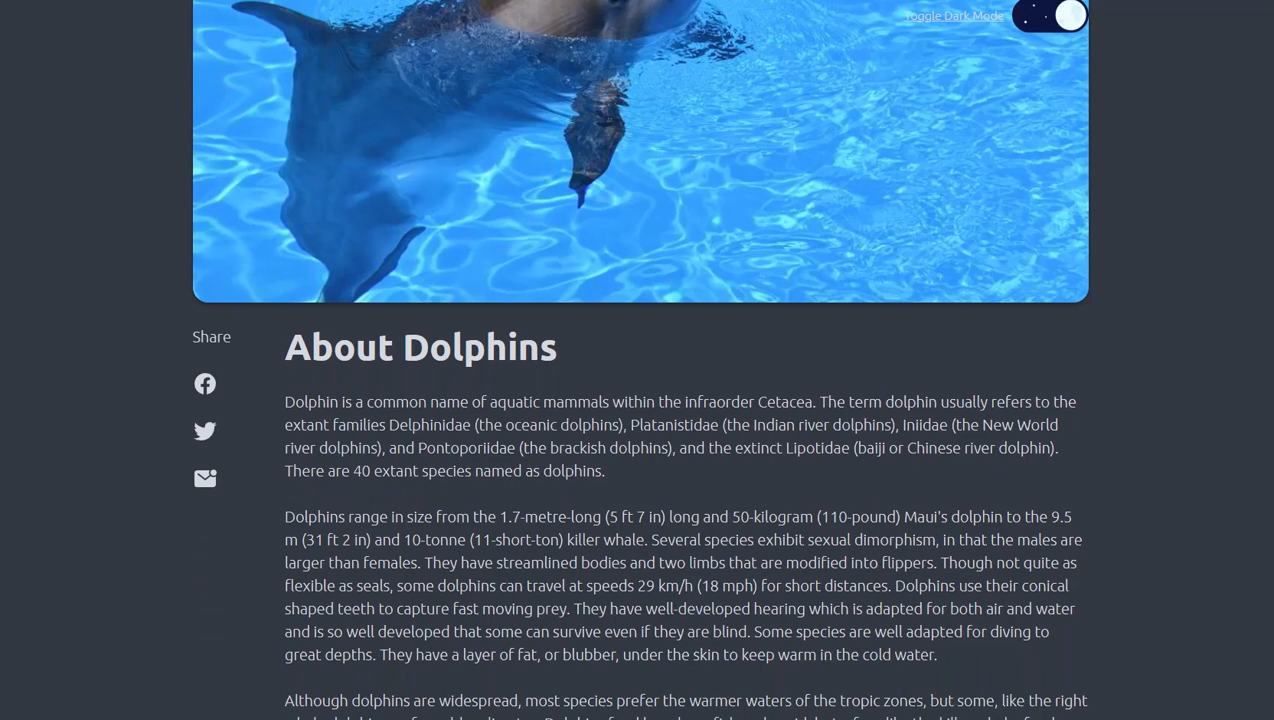 Toggle Dark Mode
Share
About Dolphins
Dolphin is a common name of aquatic mammals within the infraorder Cetacea. The term dolphin usually refers to the
extant families Delphinidae (the oceanic dolphins), Platanistidae (the Indian river dolphins), Iniidae (the New World
river dolphins), and Pontoporiidae (the brackish dolphins), and the extinct Lipotidae (baiji or Chinese river dolphin).
There are 40 extant species named as dolphins.
Dolphins range in size from the 1.7-metre-long (5 ft 7 in) long and 50-kilogram (110-pound) Maui's dolphin to the 9.5
m (31 ft 2 in) and 10-tonne (11-short-ton) killer whale. Several species exhibit sexual dimorphism, in that the males are
larger than females. They have streamlined bodies and two limbs that are modified into flippers. Though not quite as
flexible as seals, some dolphins can travel at speeds 29 km/h (18 mph) for short distances. Dolphins use their conical
shaped teeth to capture fast moving prey. They have well-developed hearing which is adapted for both air and water
and is so well developed that some can survive even if they are blind. Some species are well adapted for diving to
great depths. They have a layer of fat, or blubber, under the skin to keep warm in the cold water.
Although dolphins are widespread, most species prefer the warmer waters of the tropic zones, but some, like the right